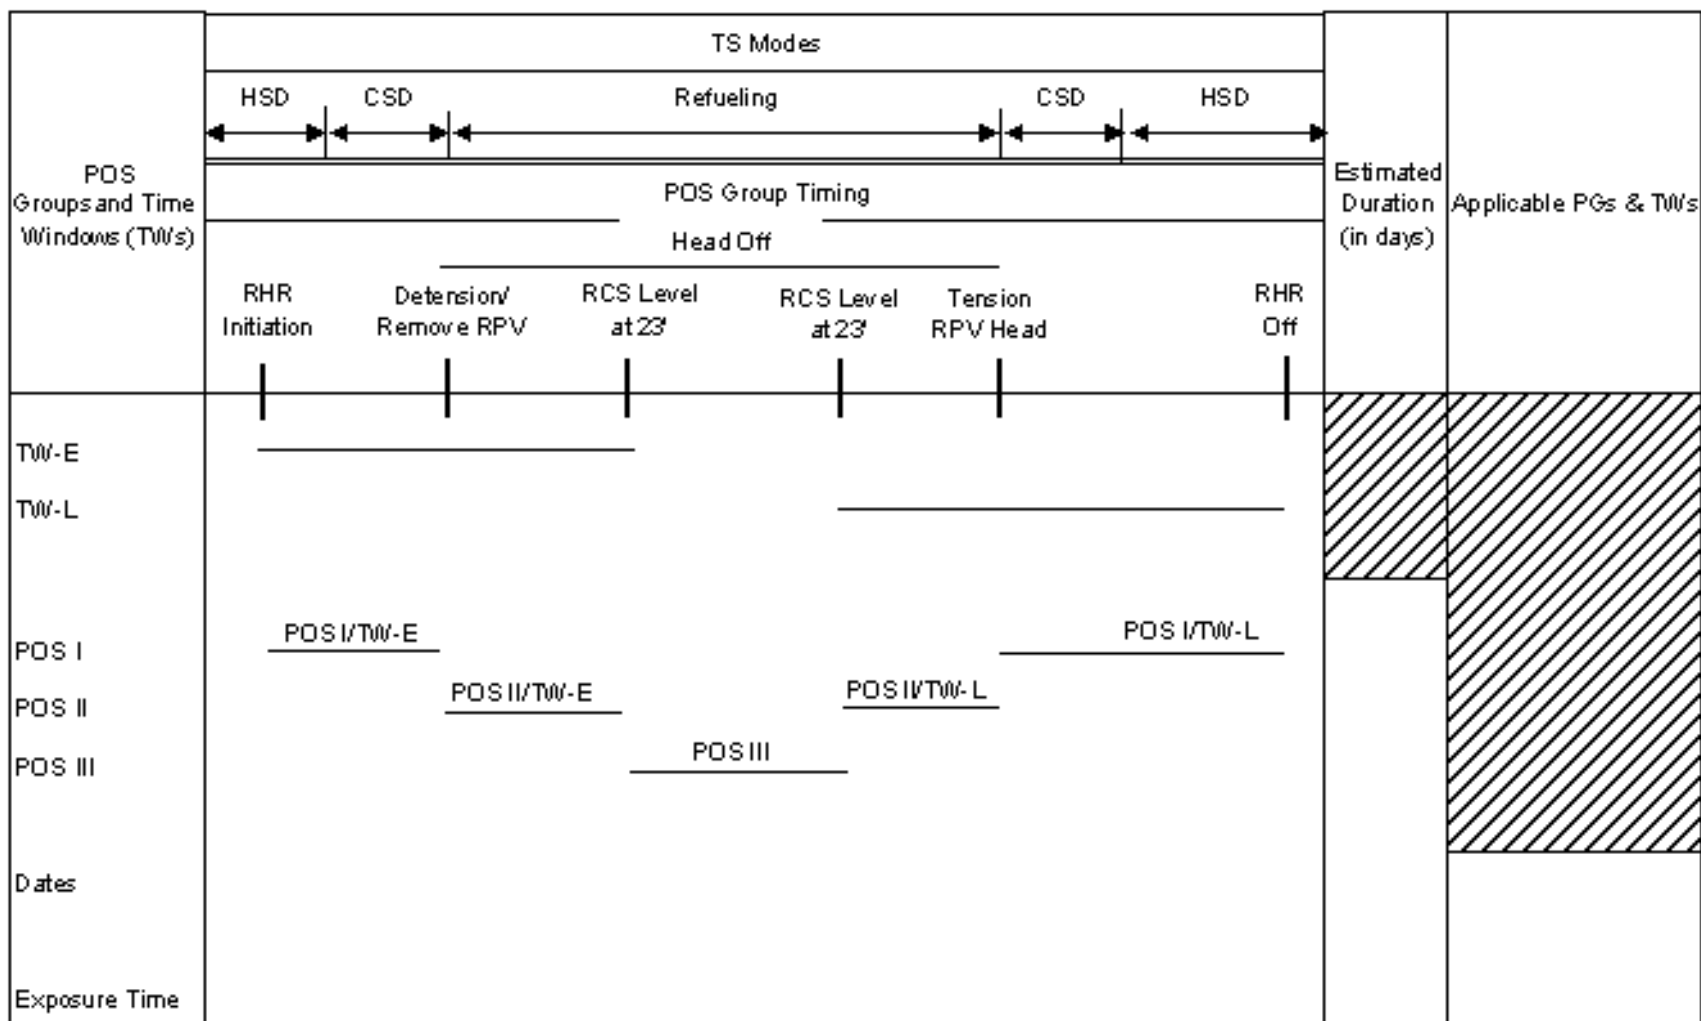 TS Modes
HSD
CSD
Refueling
CSD
HSD
POS
Groups and Time
Windows (TWs)
POS Group Timing
Estimated
Duration
(in days)
Applicable PGs & TWs
Head Off
RHR
Initiation
Detension/
Remove RPV
RCS Level
at 23'
RCS Level
at 23'
Tension
RPV Head
RHR
Off
TW-E
TW-L
POS I
POS I/TW-E
POS I/TW-L
POS II
POS II/TW-E
POS II/TW-L
POS III
POS III
Dates
Exposure Time